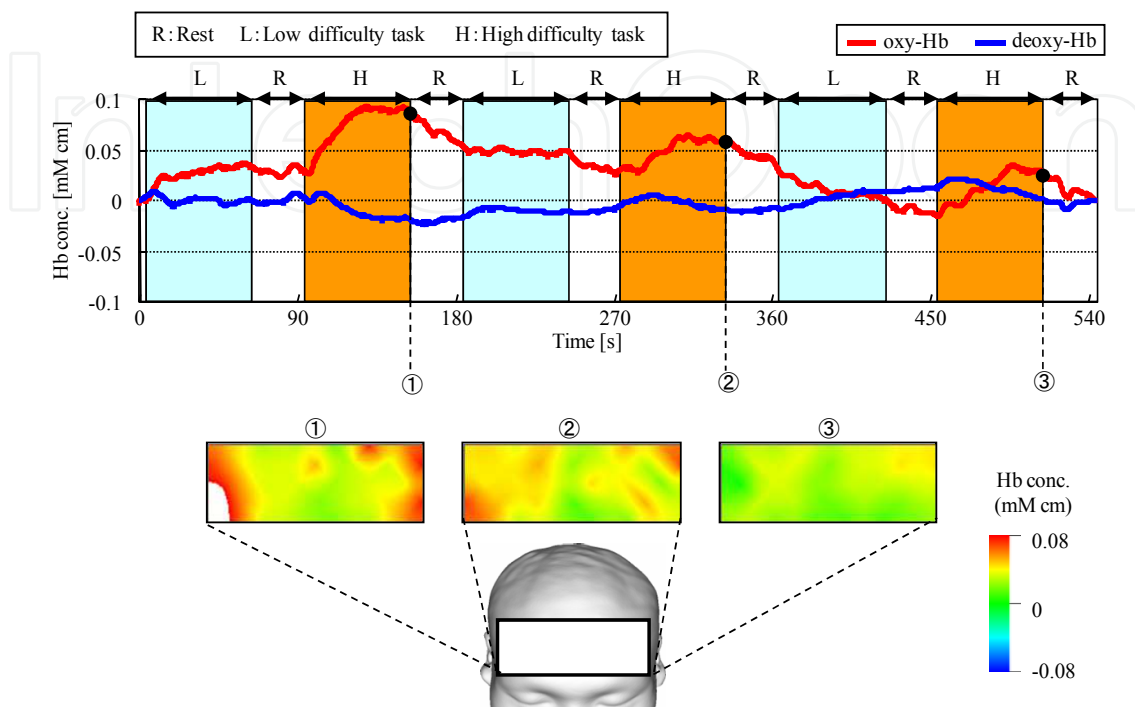 R: Rest L: Low difficulty task H: High difficulty task
oxy-Hb deoxy-Hb
L R H R L R H R L R H R
Hb conc. [mM cm]
0.1
0.05
0
-0.05
-0.1
0 90 180 270 360 450 540
Time [s]
① ② ③
① ② ③
Hb conc.
(mM cm)
0.08
0
-0.08